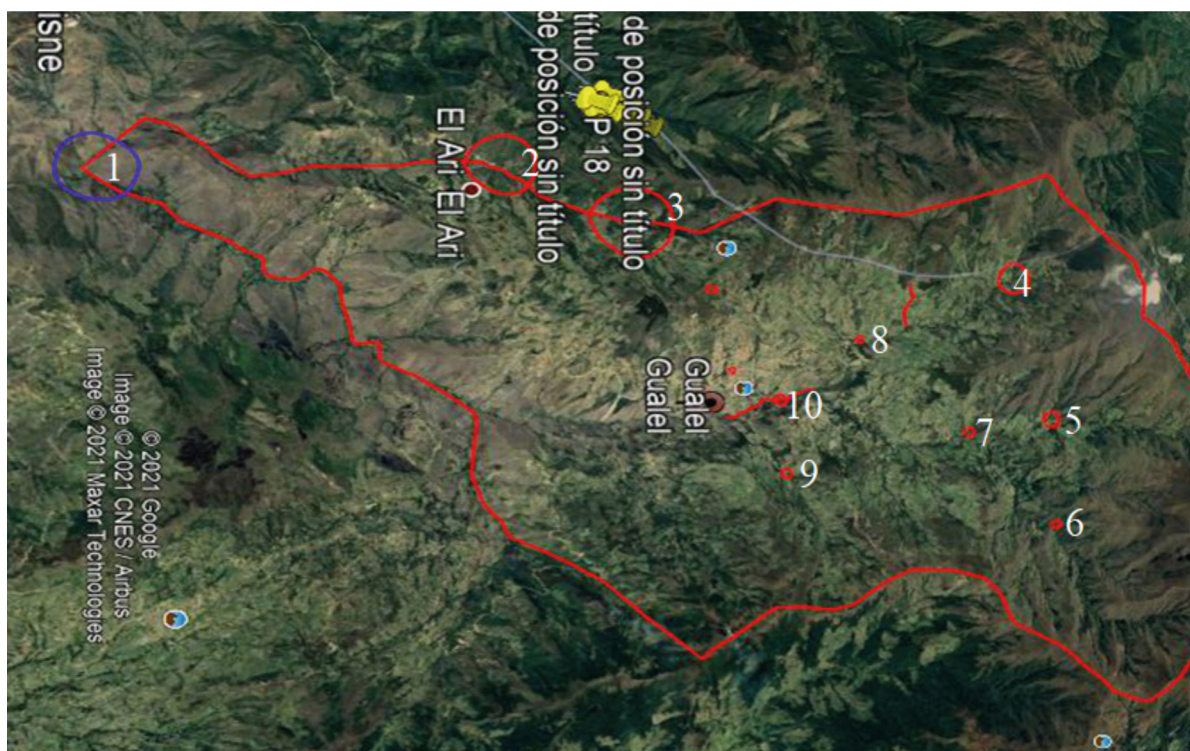 isne
de posición sin título
título
de posición sin título
P 18
El Ari
El Ari
Gualel
Gualel
1
2
3
4
5
6
7
8
9
10
© 2021 Google
Image © 2021 CNES / Airbus
Image © 2021 Maxar Technologies